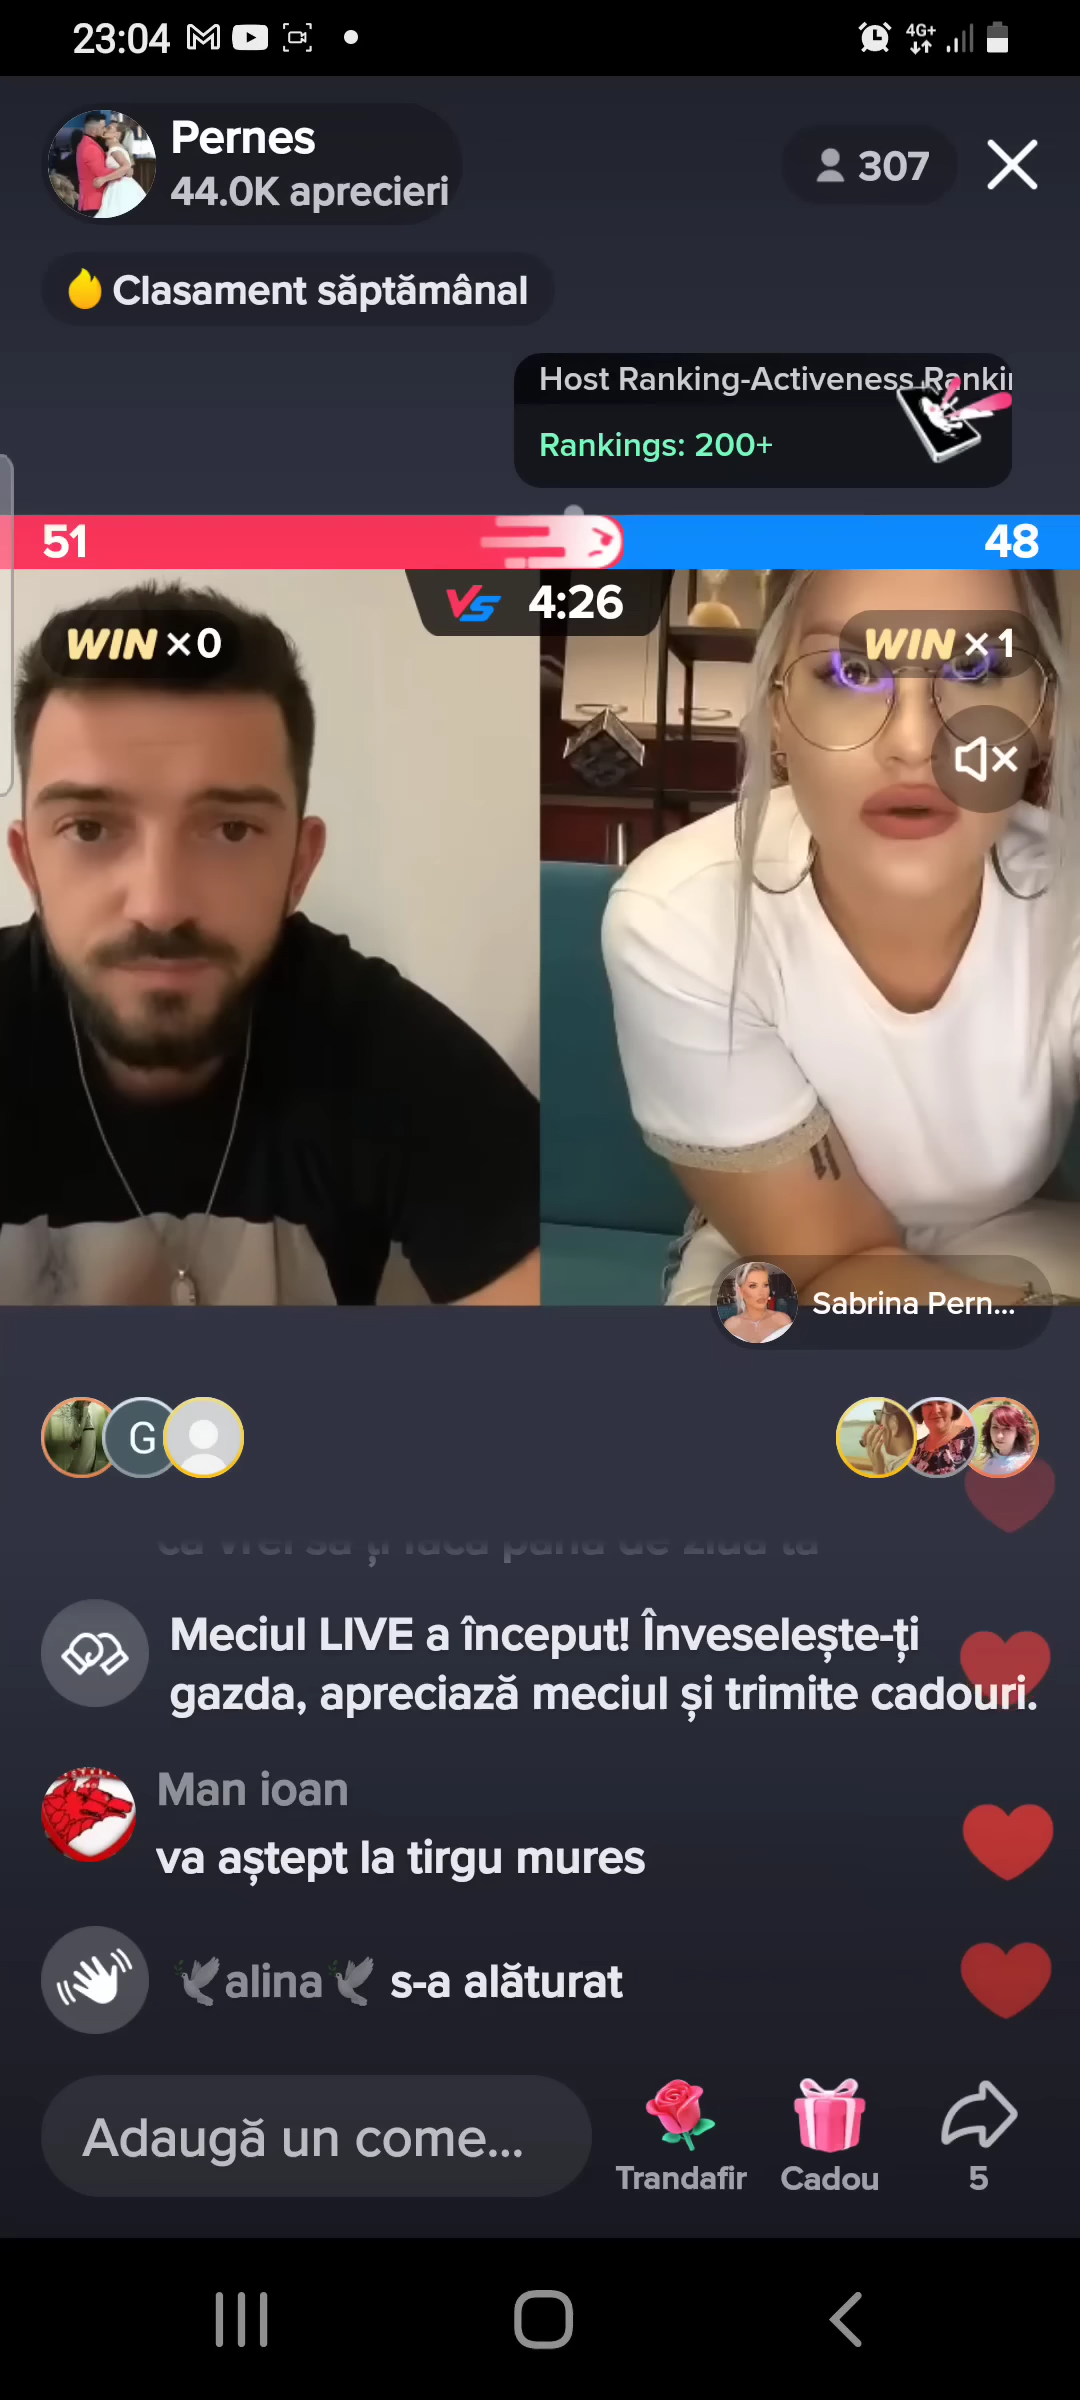 23:04
4G+
Pernes
44.0K aprecieri
307
Clasament săptămânal
Host Ranking-Activeness
Rankings: 200+
51
48
VS 4:26
WIN ×0
WIN ×1
Sabrina Pern...
G
Meciul LIVE a început! Înveselește-ți
gazda, apreciază meciul și trimite cadouri.
Man ioan
va aștept la tirgu mures
🕊alina🕊 s-a alăturat
Adaugă un come...
Trandafir
Cadou
5